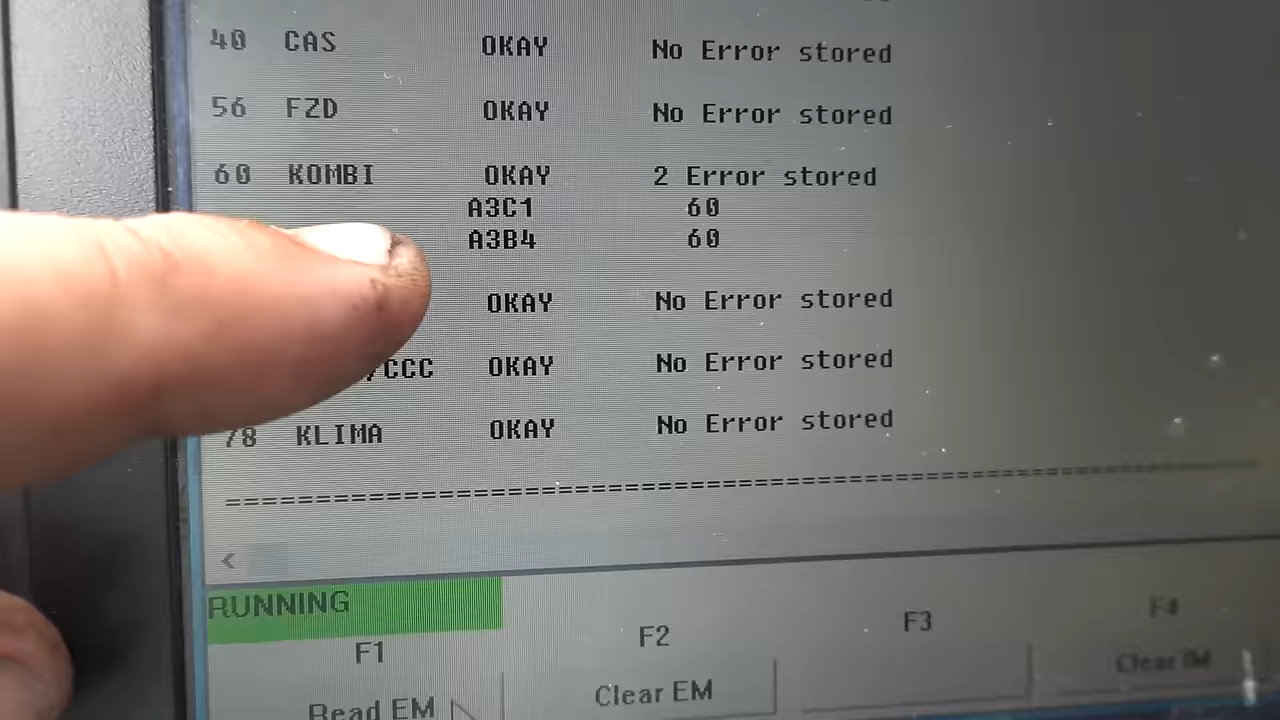 40 CAS OKAY No Error stored
56 FZD OKAY No Error stored
60 KOMBI OKAY 2 Error stored
A3C1 60
A3B4 60
OKAY No Error stored
/CCC OKAY No Error stored
78 KLIMA OKAY No Error stored
================================================================
<
RUNNING
F1 F2 F3 F4
Read EM Clear EM Clear IM